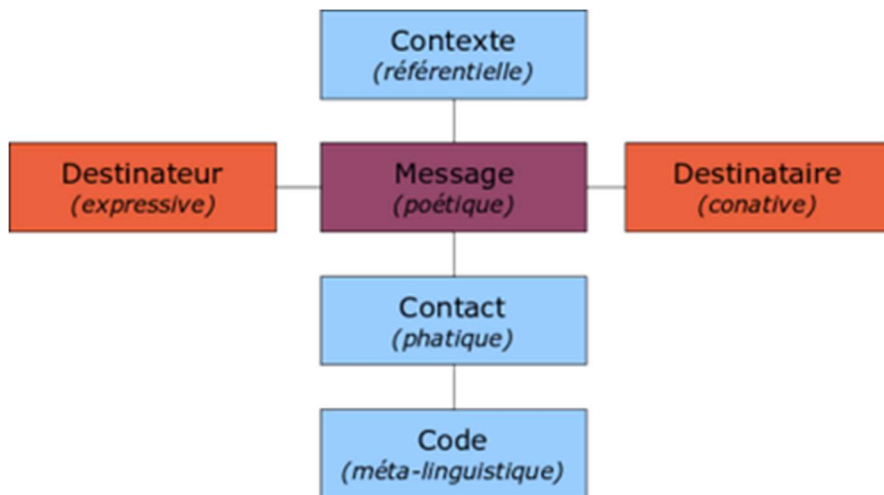 Contexte
(référentielle)
Destinateur
(expressive)
Message
(poétique)
Destinataire
(conative)
Contact
(phatique)
Code
(méta-linguistique)